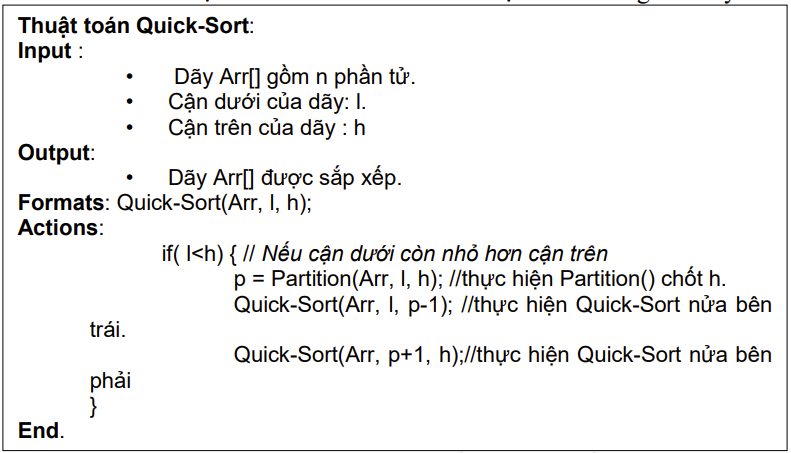 Thuật toán Quick-Sort:
Input :
• Dãy Arr[] gồm n phần tử.
• Cận dưới của dãy: l.
• Cận trên của dãy : h
Output:
• Dãy Arr[] được sắp xếp.
Formats: Quick-Sort(Arr, l, h);
Actions:
if( l<h) { // Nếu cận dưới còn nhỏ hơn cận trên
p = Partition(Arr, l, h); //thực hiện Partition() chốt h.
Quick-Sort(Arr, l, p-1); //thực hiện Quick-Sort nửa bên
trái.
Quick-Sort(Arr, p+1, h);//thực hiện Quick-Sort nửa bên
phải
}
End.